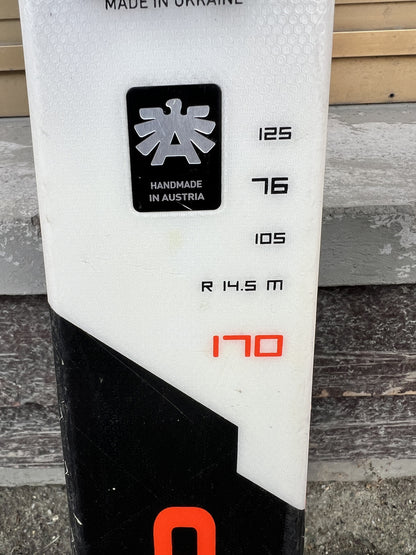 MADE IN UKRAINE
A
HANDMADE
IN AUSTRIA
125
76
105
R 14.5 m
170